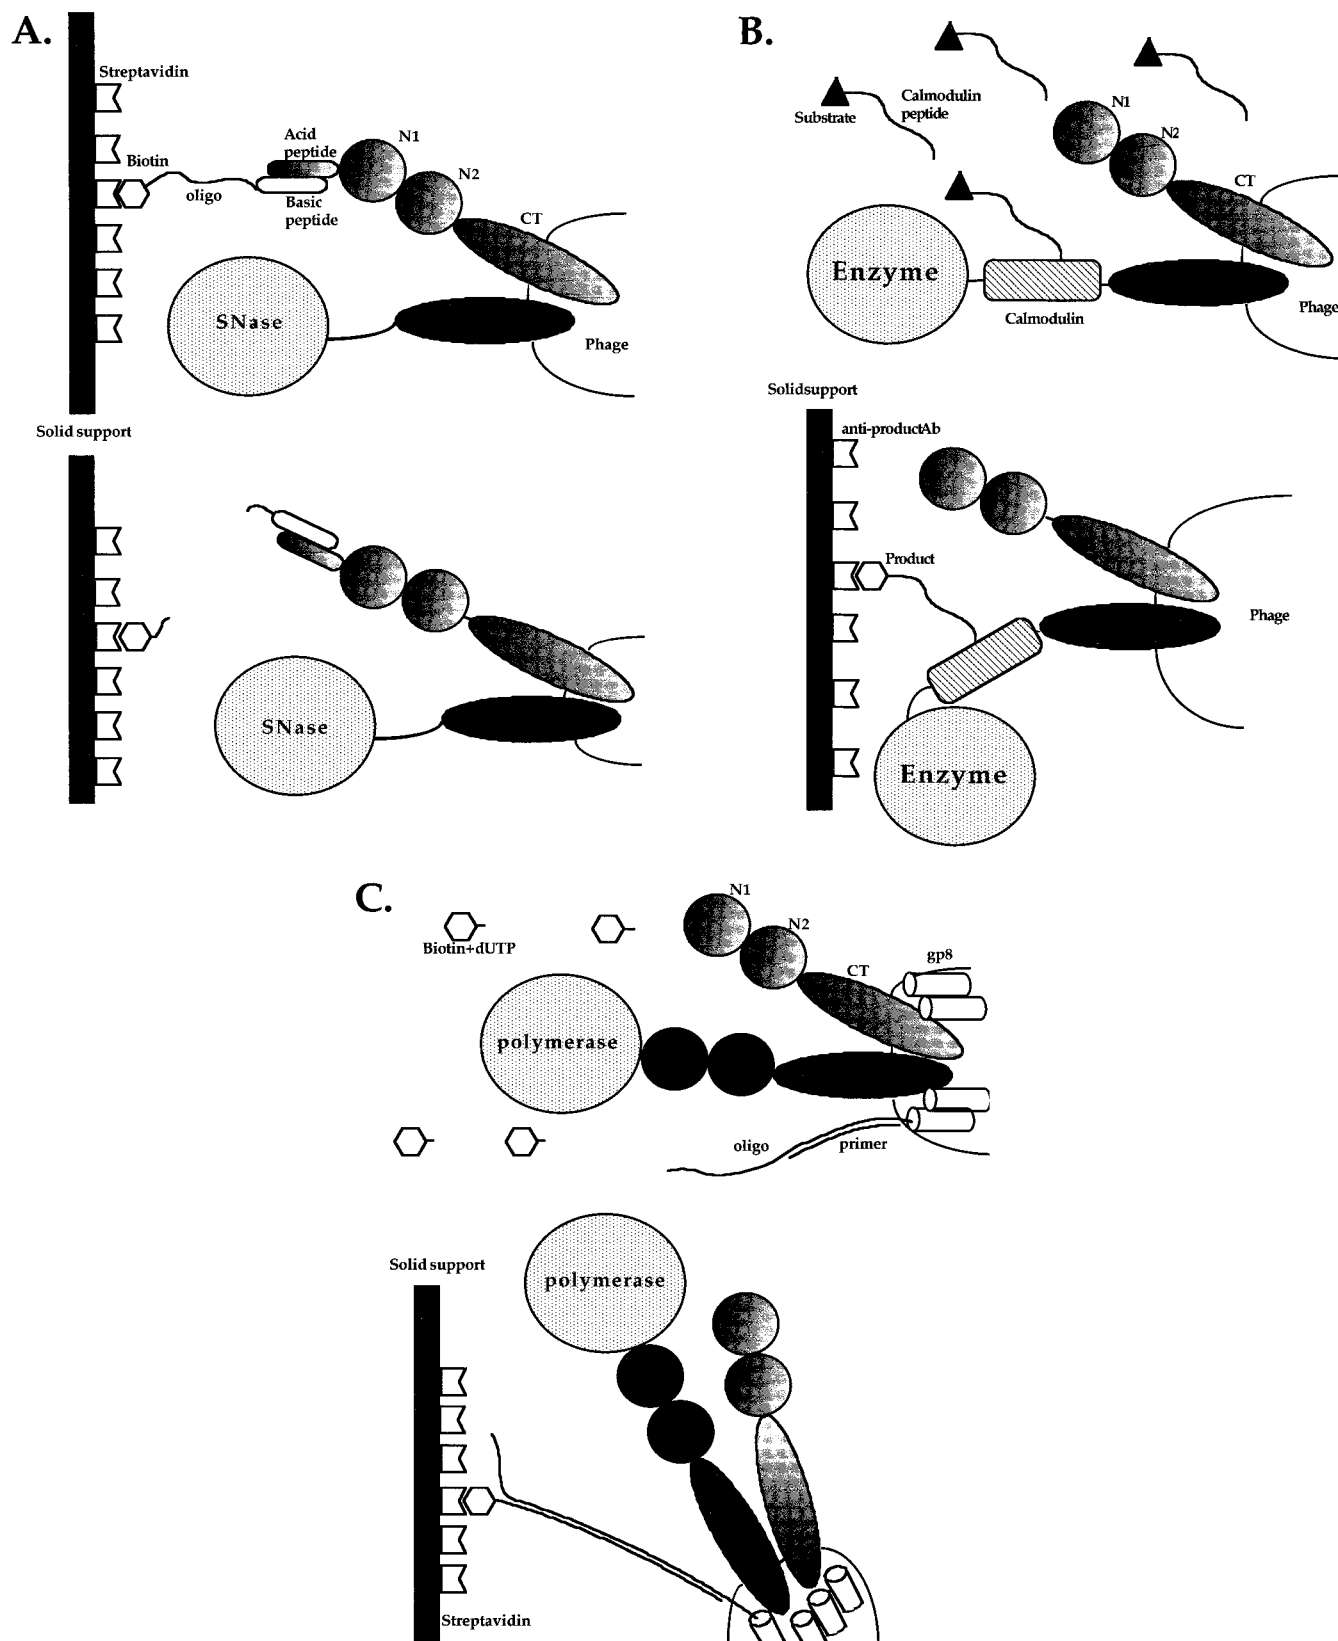 A.
Streptavidin
Biotin
oligo
Acid
peptide
Basic
peptide
N1
N2
CT
SNase
Phage
Solid support
SNase
B.
Substrate
Calmodulin
peptide
N1
N2
CT
Enzyme
Calmodulin
Phage
Solidsupport
anti-productAb
Product
Phage
Enzyme
C.
Biotin+dUTP
N1
N2
CT
gp8
polymerase
oligo
primer
Solid support
polymerase
Streptavidin